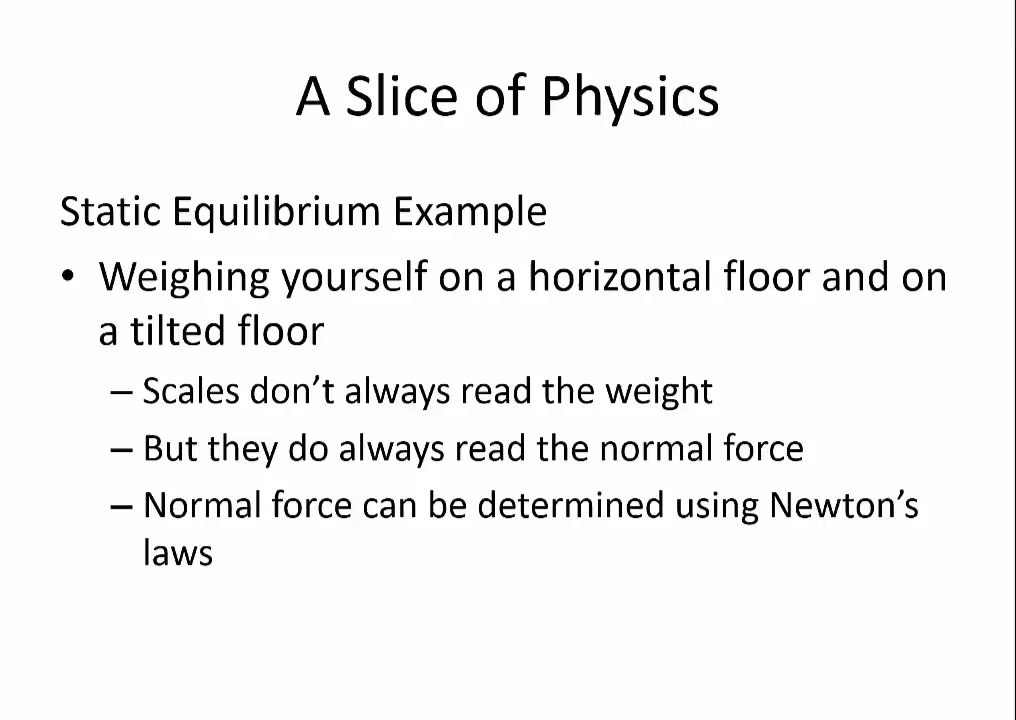 A Slice of Physics
Static Equilibrium Example
• Weighing yourself on a horizontal floor and on
a tilted floor
– Scales don’t always read the weight
– But they do always read the normal force
– Normal force can be determined using Newton’s
laws